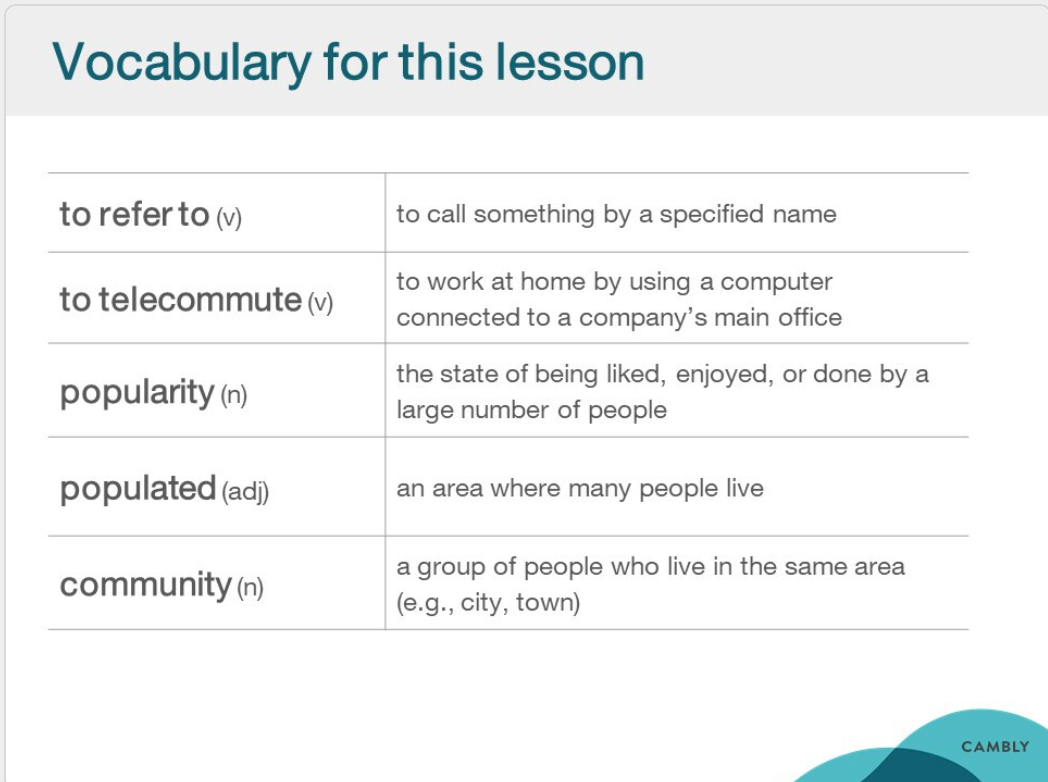 Vocabulary for this lesson
to refer to (v)
to call something by a specified name
to telecommute (v)
to work at home by using a computer
connected to a company's main office
popularity (n)
the state of being liked, enjoyed, or done by a
large number of people
populated (adj)
an area where many people live
community (n)
a group of people who live in the same area
(e.g., city, town)
CAMBLY